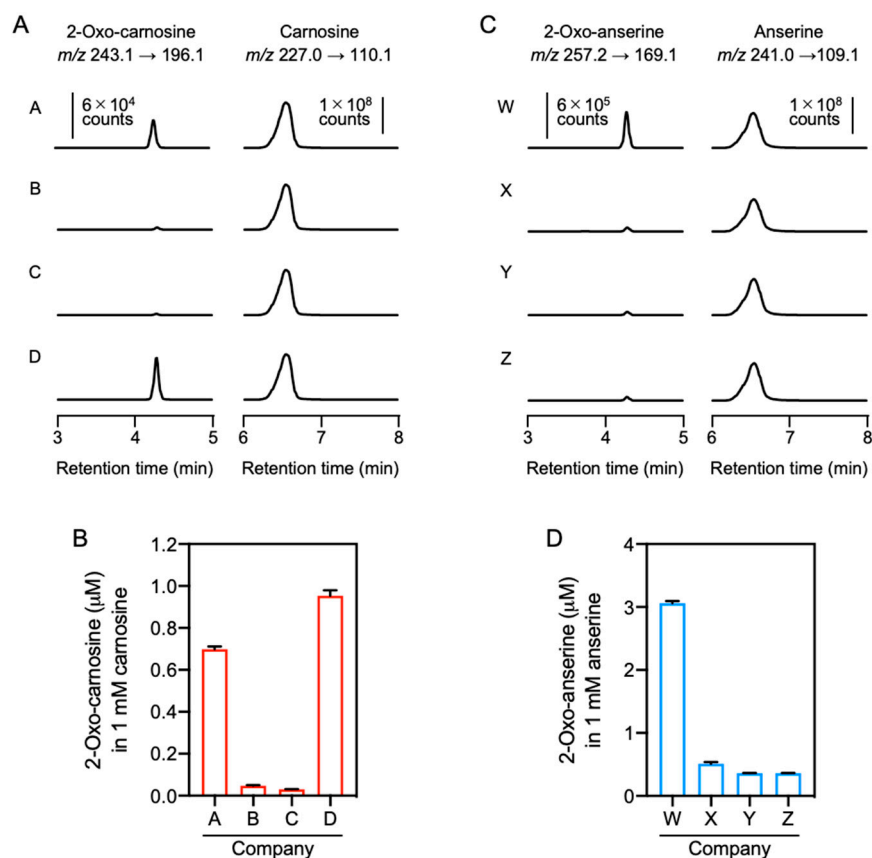 A
2-Oxo-carnosine
m/z 243.1 → 196.1
Carnosine
m/z 227.0 → 110.1
A
6 × 10⁴
counts
1 × 10⁸
counts
B
C
D
3 4 5
6 7 8
Retention time (min)
Retention time (min)
C
2-Oxo-anserine
m/z 257.2 → 169.1
Anserine
m/z 241.0 →109.1
W
6 × 10⁵
counts
1 × 10⁸
counts
X
Y
Z
3 4 5
6 7 8
Retention time (min)
Retention time (min)
B
2-Oxo-carnosine (μM)
in 1 mM carnosine
1.2
1.0
0.8
0.6
0.4
0.2
0.0
A B C D
Company
D
2-Oxo-anserine (μM)
in 1 mM anserine
4
3
2
1
0
W X Y Z
Company